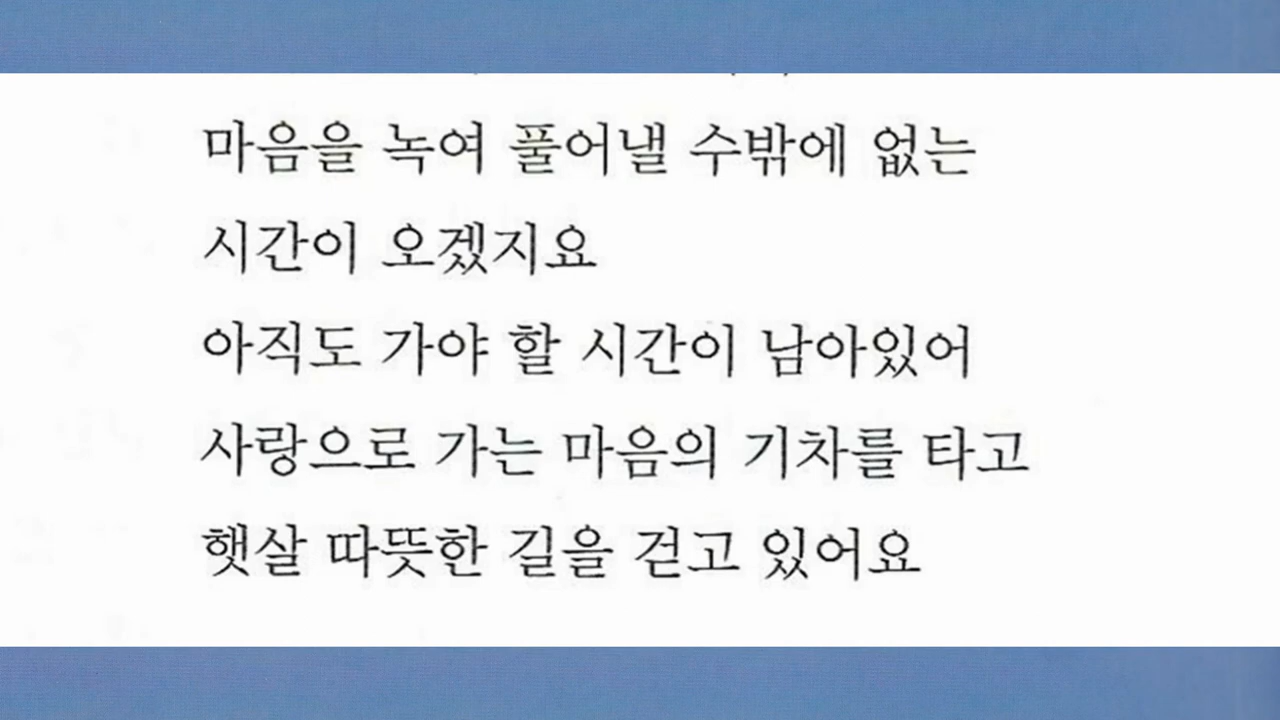 마음을 녹여 풀어낼 수밖에 없는
시간이 오겠지요
아직도 가야 할 시간이 남아있어
사랑으로 가는 마음의 기차를 타고
햇살 따뜻한 길을 걷고 있어요